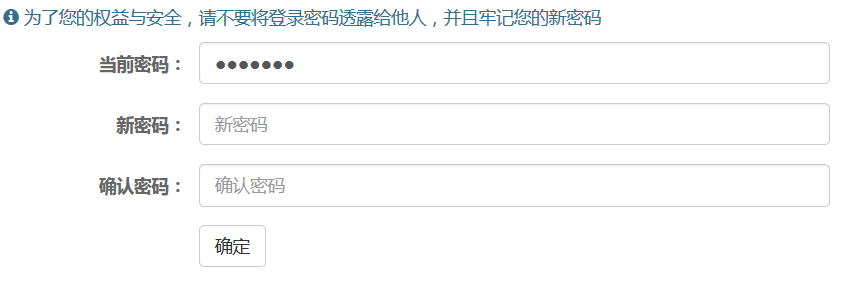 为了您的权益与安全，请不要将登录密码透露给他人，并且牢记您的新密码
当前密码： •••••••
新密码： 新密码
确认密码： 确认密码
确定